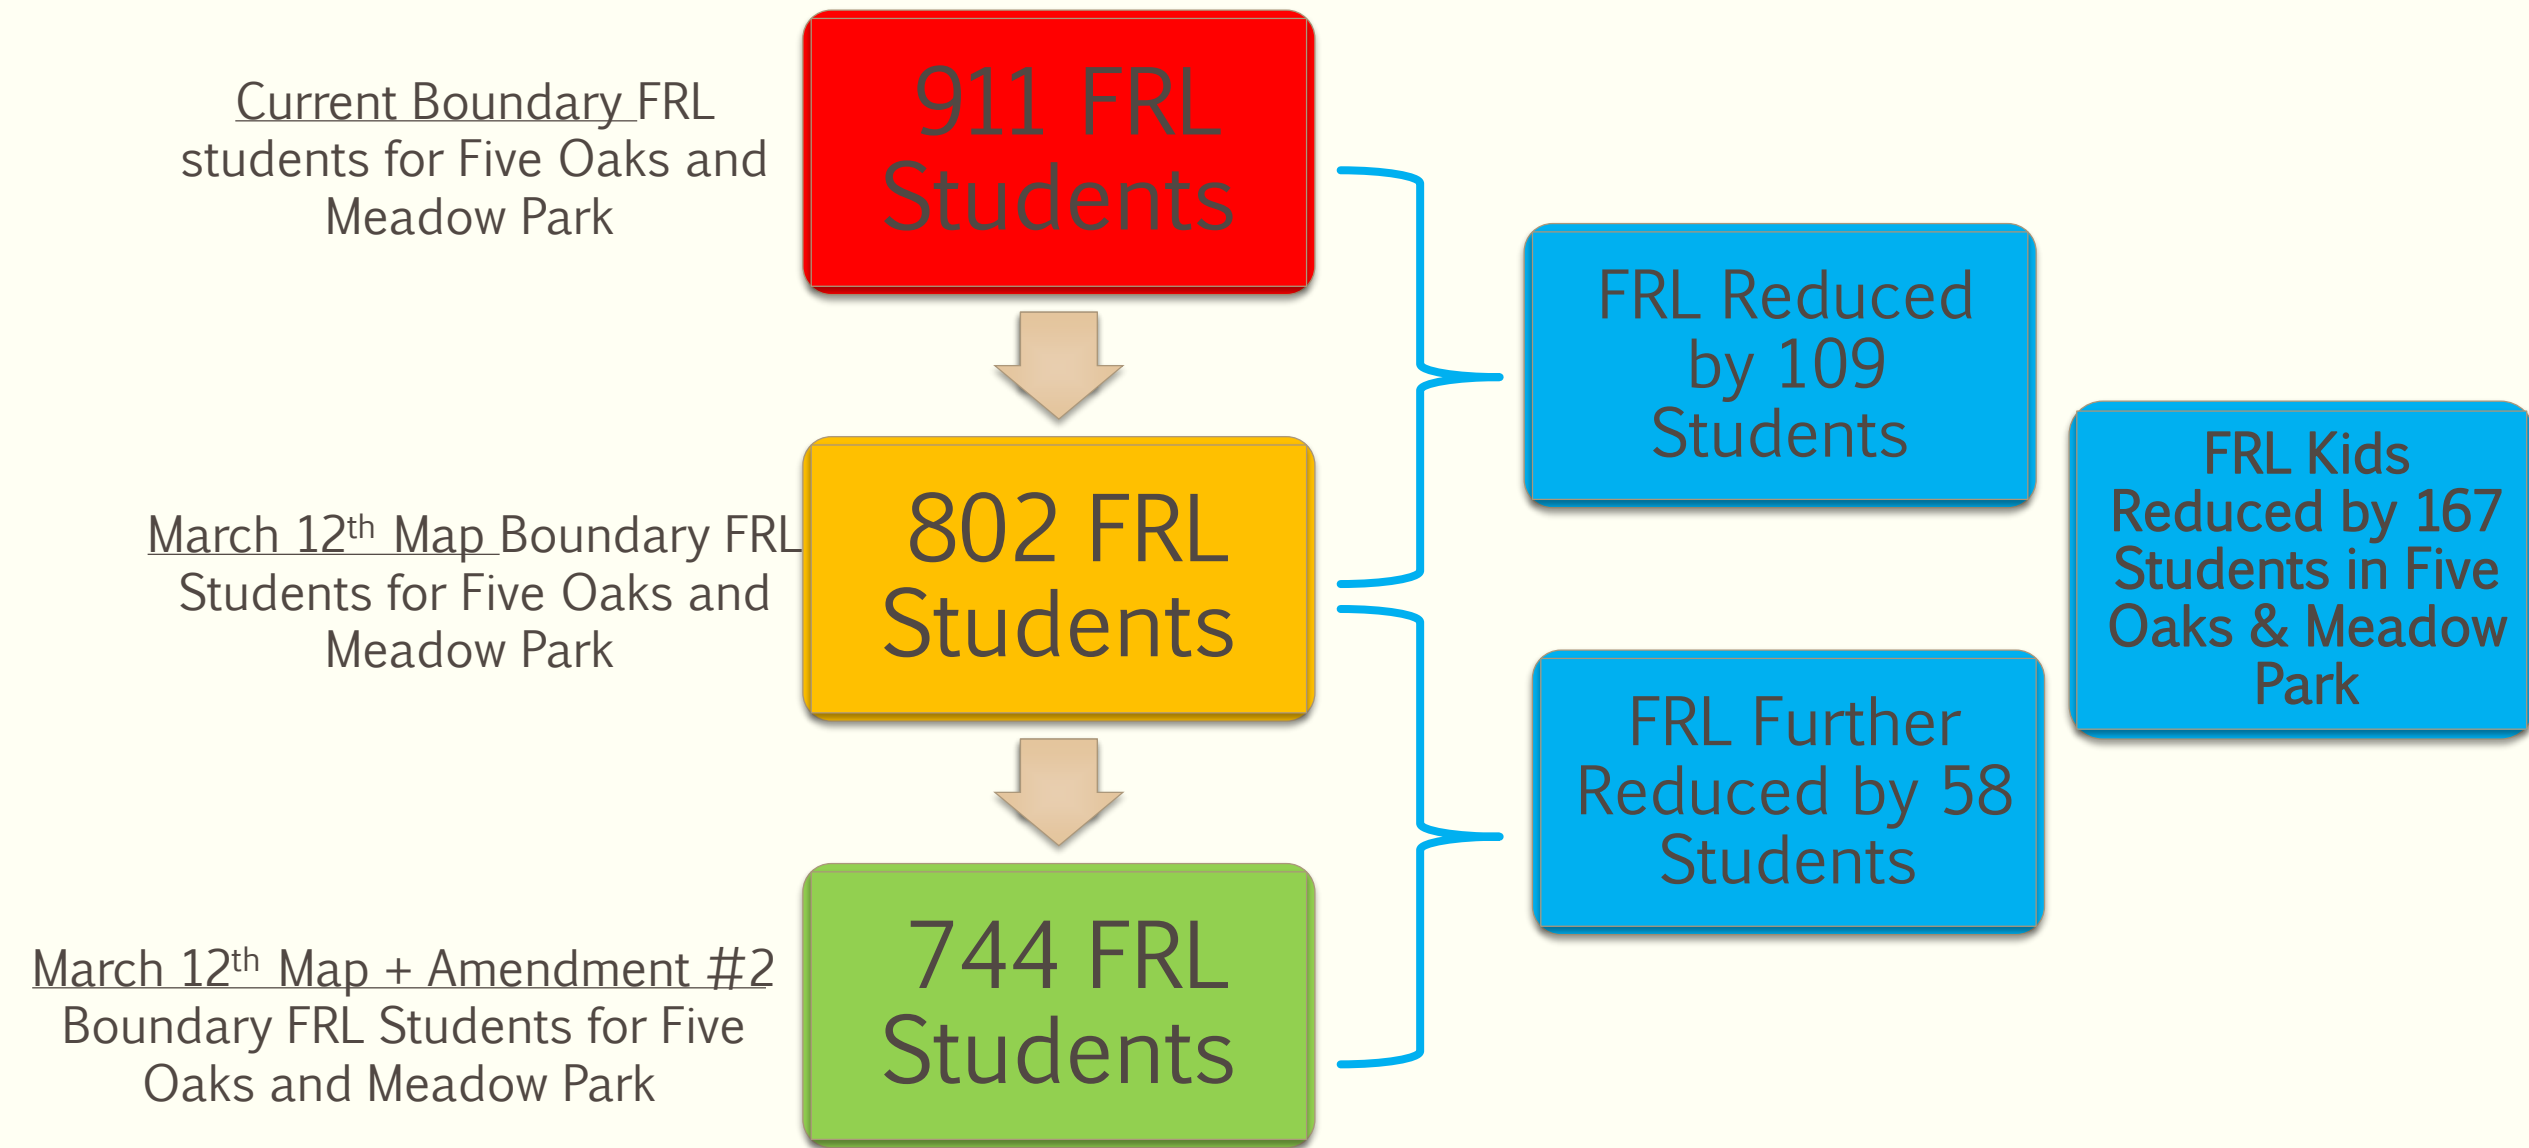 Current Boundary FRL
students for Five Oaks and
Meadow Park
911 FRL
Students
FRL Reduced
by 109
Students
March 12th Map Boundary FRL
Students for Five Oaks and
Meadow Park
802 FRL
Students
FRL Kids
Reduced by 167
Students in Five
Oaks & Meadow
Park
FRL Further
Reduced by 58
Students
March 12th Map + Amendment #2
Boundary FRL Students for Five
Oaks and Meadow Park
744 FRL
Students